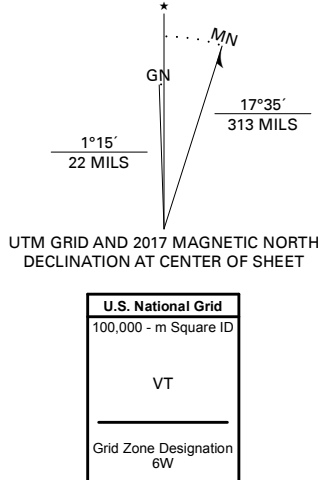 ★
MN
GN
1°15´
22 MILS
17°35´
313 MILS
UTM GRID AND 2017 MAGNETIC NORTH
DECLINATION AT CENTER OF SHEET
U.S. National Grid
100,000 - m Square ID
VT
Grid Zone Designation
6W